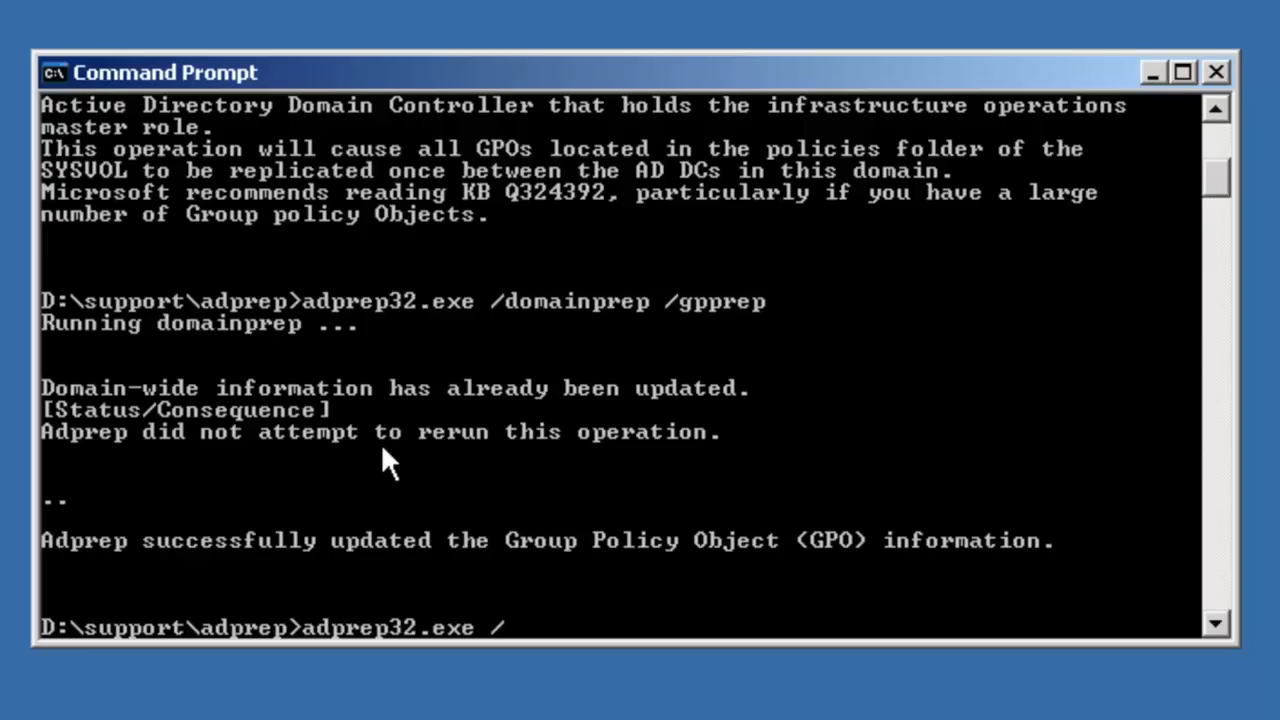 Command Prompt
Active Directory Domain Controller that holds the infrastructure operations
master role.
This operation will cause all GPOs located in the policies folder of the
SYSVOL to be replicated once between the AD DCs in this domain.
Microsoft recommends reading KB Q324392, particularly if you have a large
number of Group policy Objects.
D:\support\adprep>adprep32.exe /domainprep /gpprep
Running domainprep ...
Domain-wide information has already been updated.
[Status/Consequence]
Adprep did not attempt to rerun this operation.
--
Adprep successfully updated the Group Policy Object (GPO) information.
D:\support\adprep>adprep32.exe /